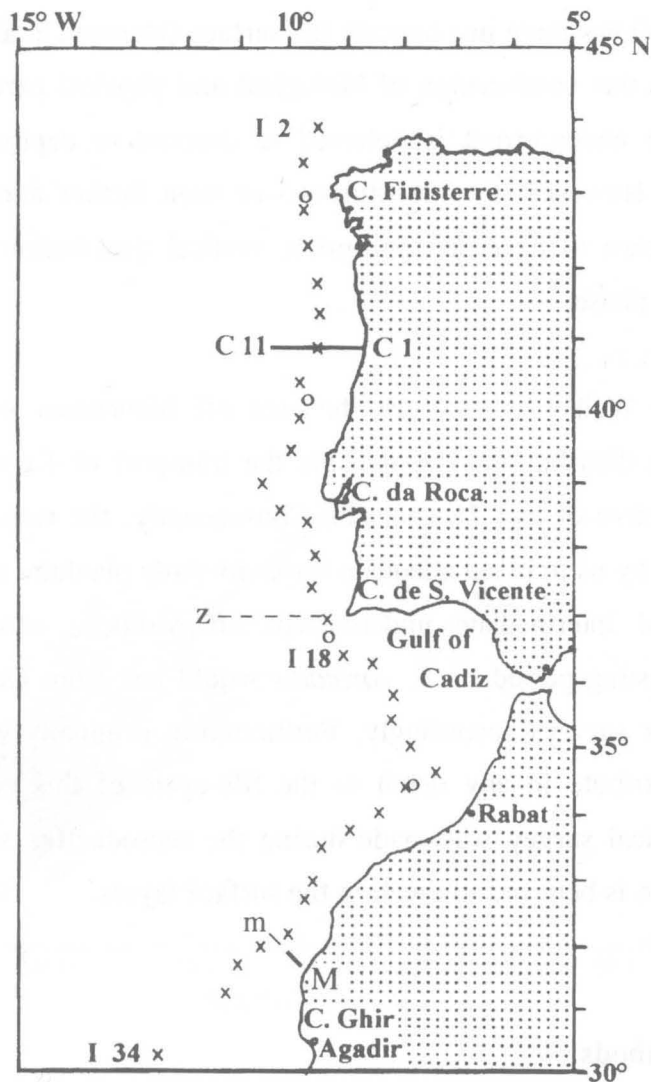 15° W 10° 5°
45° N
I 2
C. Finisterre
C 11 C 1
40°
C. da Roca
C. de S. Vicente
z
Gulf of
I 18
Cadiz
35°
Rabat
m
M
C. Ghir
I 34 Agadir
30°